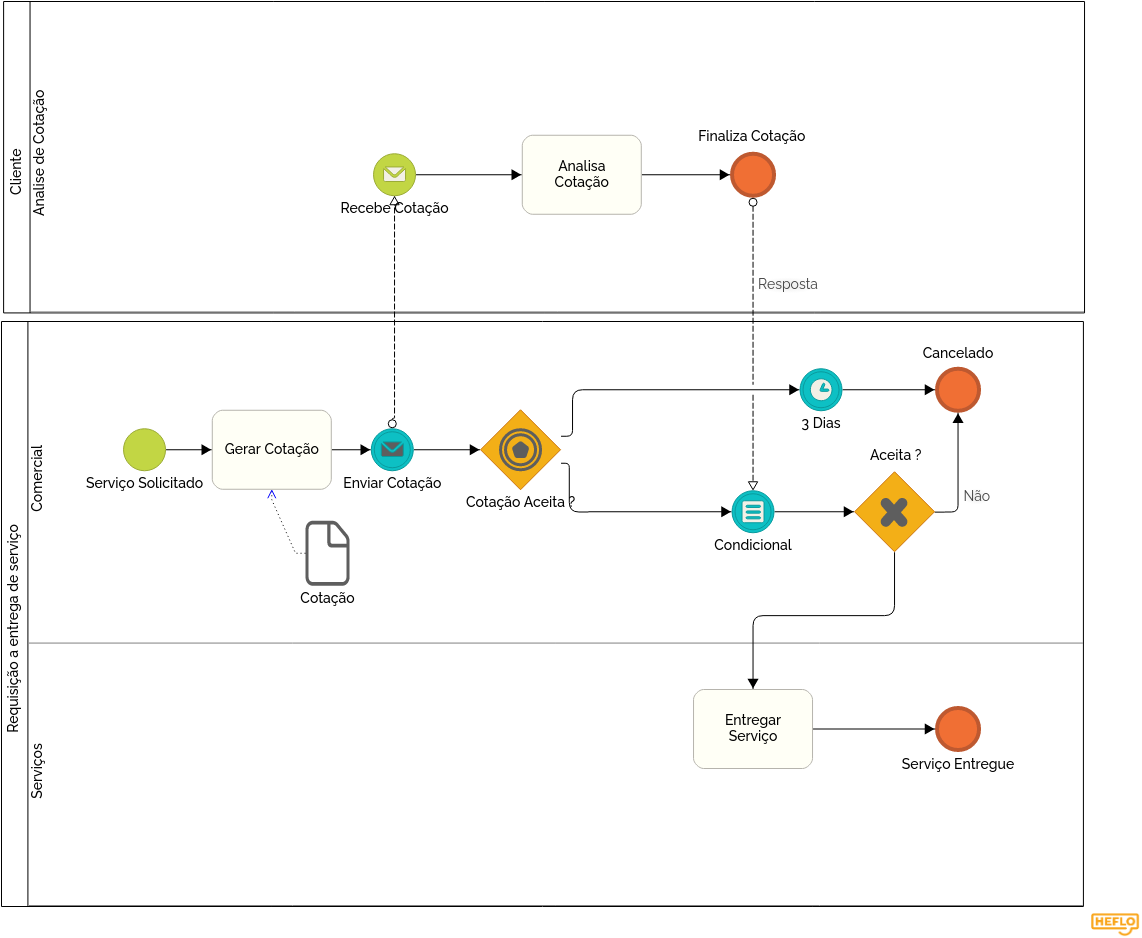 Cliente
Analise de Cotação
Finaliza Cotação
Analisa
Cotação
Recebe Cotação
Resposta
Requisição a entrega de serviço
Comercial
Cancelado
3 Dias
Serviço Solicitado
Gerar Cotação
Enviar Cotação
Cotação Aceita ?
Aceita ?
Não
Condicional
Cotação
Serviços
Entregar
Serviço
Serviço Entregue
HEFLO